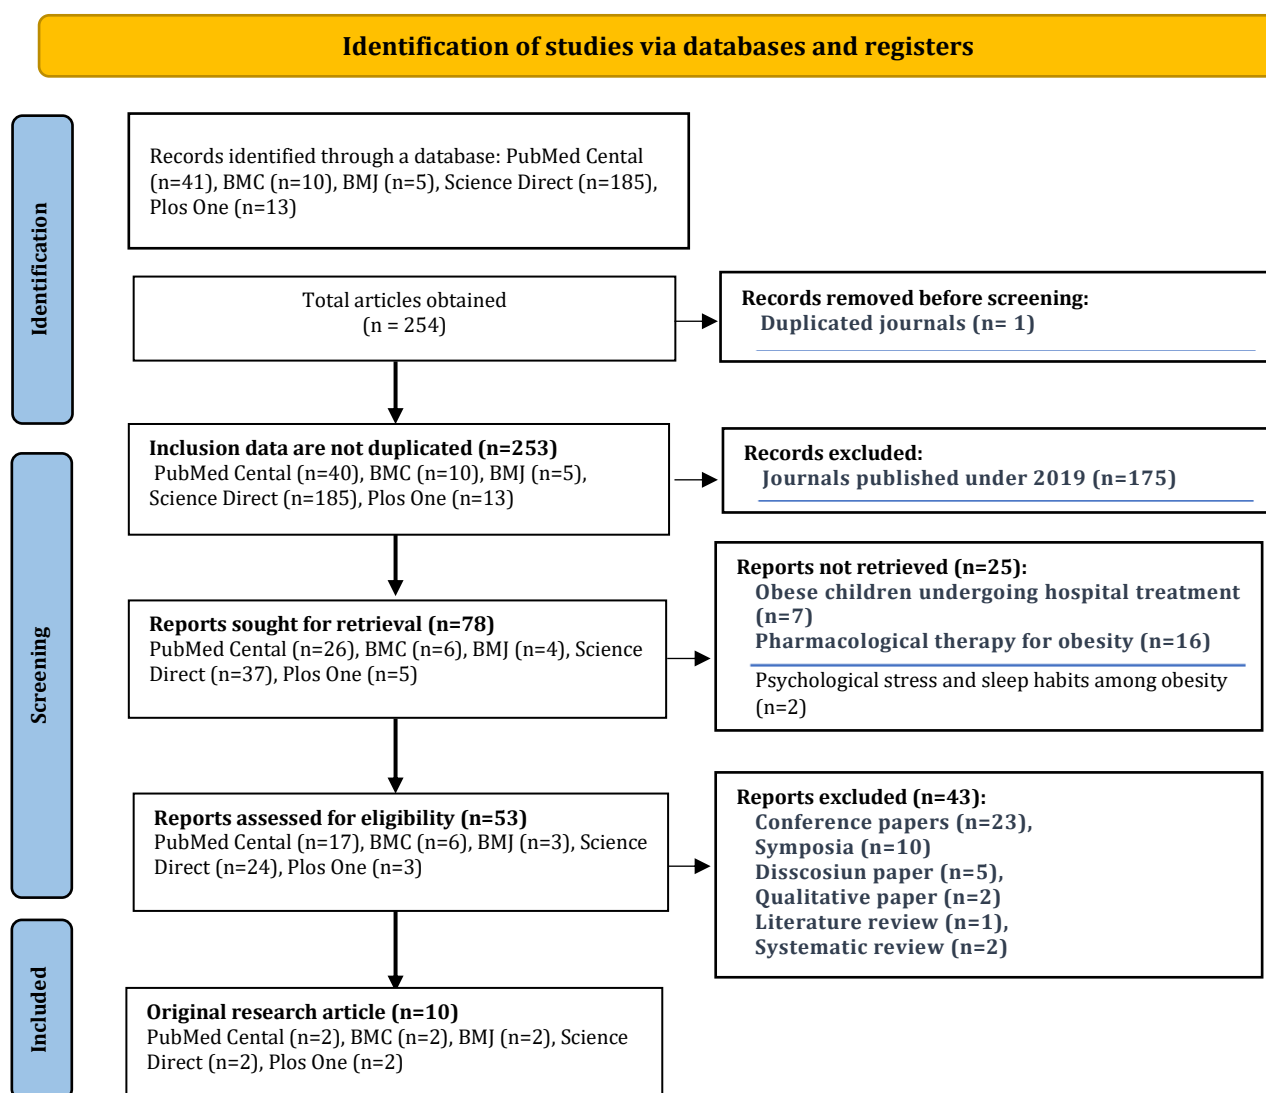 Identification of studies via databases and registers
Identification
Records identified through a database: PubMed Cental
(n=41), BMC (n=10), BMJ (n=5), Science Direct (n=185),
Plos One (n=13)
Total articles obtained
(n = 254)
Records removed before screening:
Duplicated journals (n= 1)
Screening
Inclusion data are not duplicated (n=253)
PubMed Cental (n=40), BMC (n=10), BMJ (n=5),
Science Direct (n=185), Plos One (n=13)
Records excluded:
Journals published under 2019 (n=175)
Reports sought for retrieval (n=78)
PubMed Cental (n=26), BMC (n=6), BMJ (n=4), Science
Direct (n=37), Plos One (n=5)
Reports not retrieved (n=25):
Obese children undergoing hospital treatment
(n=7)
Pharmacological therapy for obesity (n=16)
Psychological stress and sleep habits among obesity
(n=2)
Reports assessed for eligibility (n=53)
PubMed Cental (n=17), BMC (n=6), BMJ (n=3), Science
Direct (n=24), Plos One (n=3)
Reports excluded (n=43):
Conference papers (n=23),
Symposia (n=10)
Disscosiun paper (n=5),
Qualitative paper (n=2)
Literature review (n=1),
Systematic review (n=2)
Included
Original research article (n=10)
PubMed Cental (n=2), BMC (n=2), BMJ (n=2), Science
Direct (n=2), Plos One (n=2)